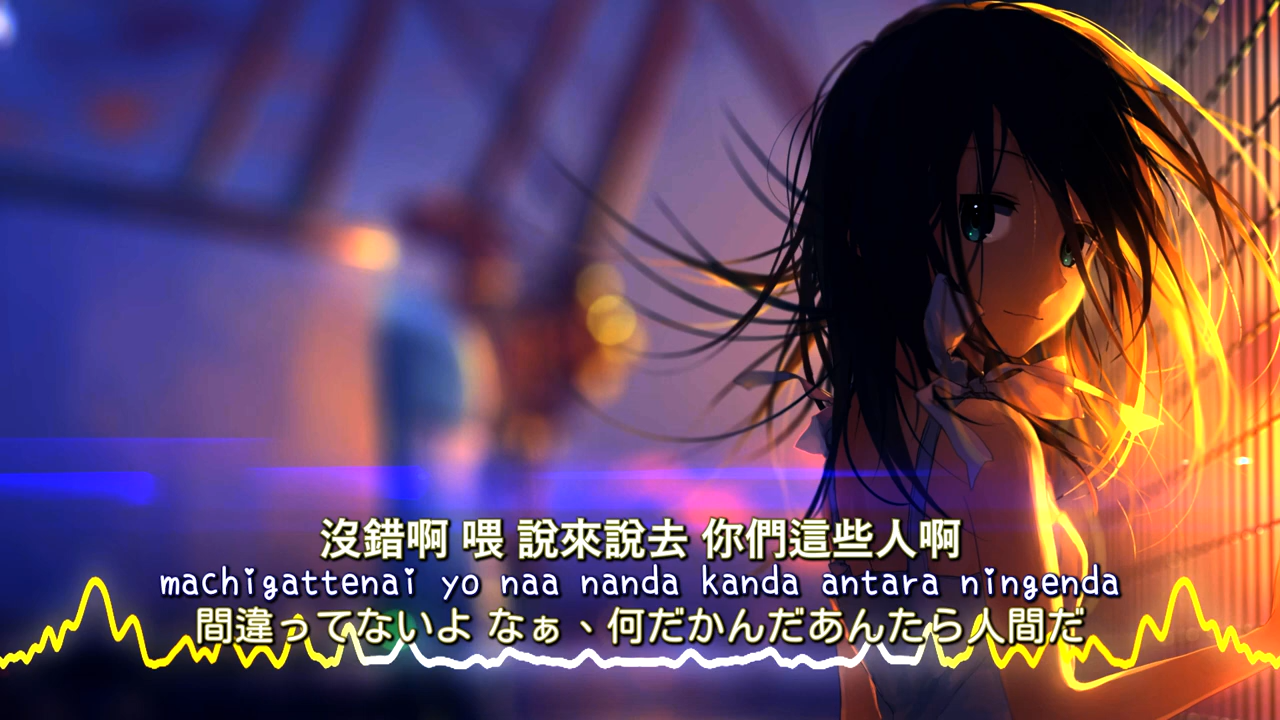 沒錯啊 喂 說來說去 你們這些人啊
machigattenai yo naa nanda kanda antara ningenda
間違ってないよ なぁ、何だかんだあんたら人間だ